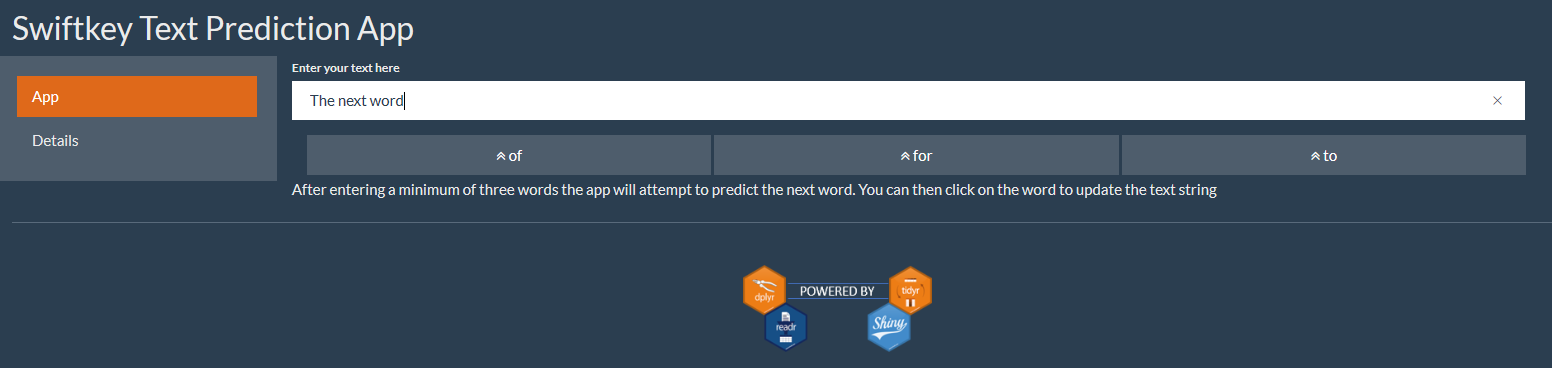 Swiftkey Text Prediction App
App
Details
Enter your text here
The next word
of
for
to
After entering a minimum of three words the app will attempt to predict the next word. You can then click on the word to update the text string
POWERED BY
dplyr
tidyr
readr
Shiny